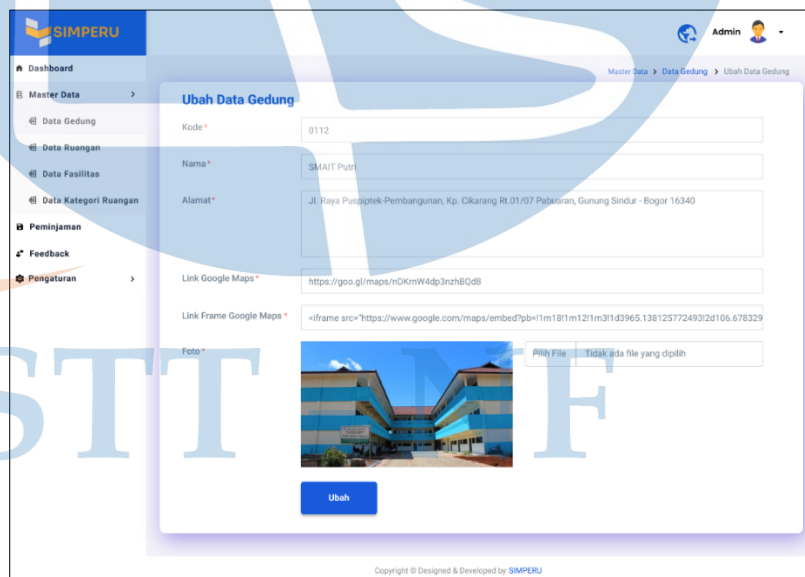 SIMPERU
Admin
Dashboard
Master Data > Data Gedung > Ubah Data Gedung
Master Data >
Data Gedung
Data Ruangan
Data Fasilitas
Data Kategori Ruangan
Peminjaman
Feedback
Pengaturan >
Ubah Data Gedung
Kode *
0112
Nama *
SMAIT Putri
Alamat *
Jl. Raya Puspiptek-Pembangunan, Kp. Cikarang Rt.01/07 Pabuaran, Gunung Sindur - Bogor 16340
Link Google Maps *
https://goo.gl/maps/nDKrnW4dp3nzhBQd8
Link Frame Google Maps *
<iframe src="https://www.google.com/maps/embed?pb=!1m18!1m12!1m3!1d3965.138125772493!2d106.678329
Foto *
Pilih File Tidak ada file yang dipilih
Ubah
STT NF
Copyright © Designed & Developed by SIMPERU